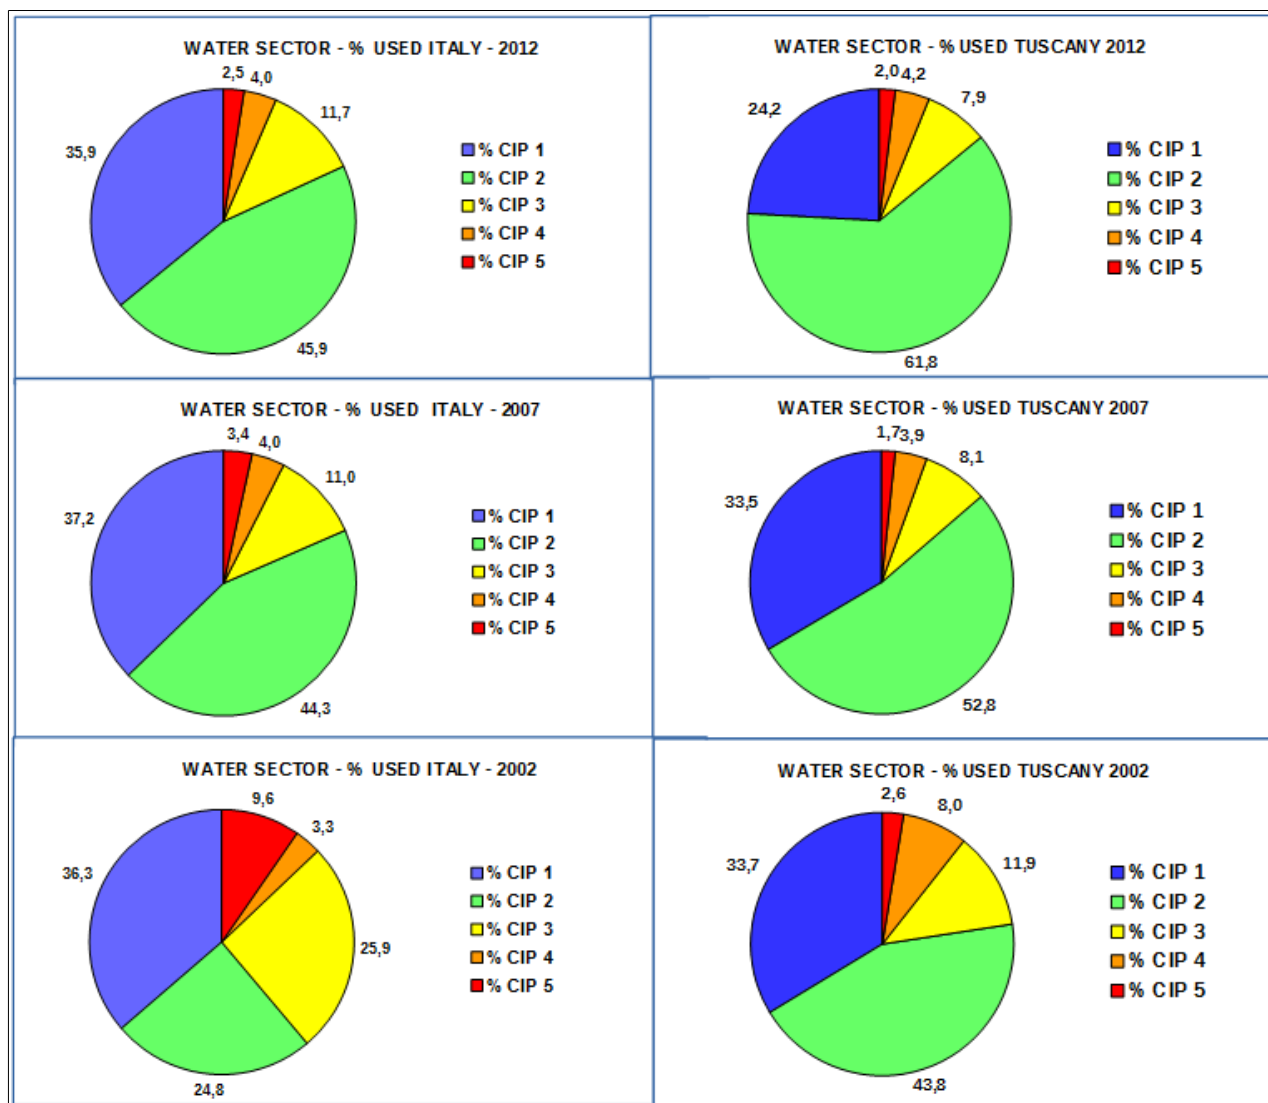 WATER SECTOR - % USED ITALY - 2012
2,5
4,0
11,7
35,9
45,9
% CIP 1
% CIP 2
% CIP 3
% CIP 4
% CIP 5
WATER SECTOR - % USED TUSCANY 2012
2,0
4,2
7,9
24,2
61,8
% CIP 1
% CIP 2
% CIP 3
% CIP 4
% CIP 5
WATER SECTOR - % USED ITALY - 2007
3,4
4,0
11,0
37,2
44,3
% CIP 1
% CIP 2
% CIP 3
% CIP 4
% CIP 5
WATER SECTOR - % USED TUSCANY 2007
1,7
3,9
8,1
33,5
52,8
% CIP 1
% CIP 2
% CIP 3
% CIP 4
% CIP 5
WATER SECTOR - % USED ITALY - 2002
9,6
3,3
36,3
25,9
24,8
% CIP 1
% CIP 2
% CIP 3
% CIP 4
% CIP 5
WATER SECTOR - % USED TUSCANY 2002
2,6
8,0
33,7
11,9
43,8
% CIP 1
% CIP 2
% CIP 3
% CIP 4
% CIP 5